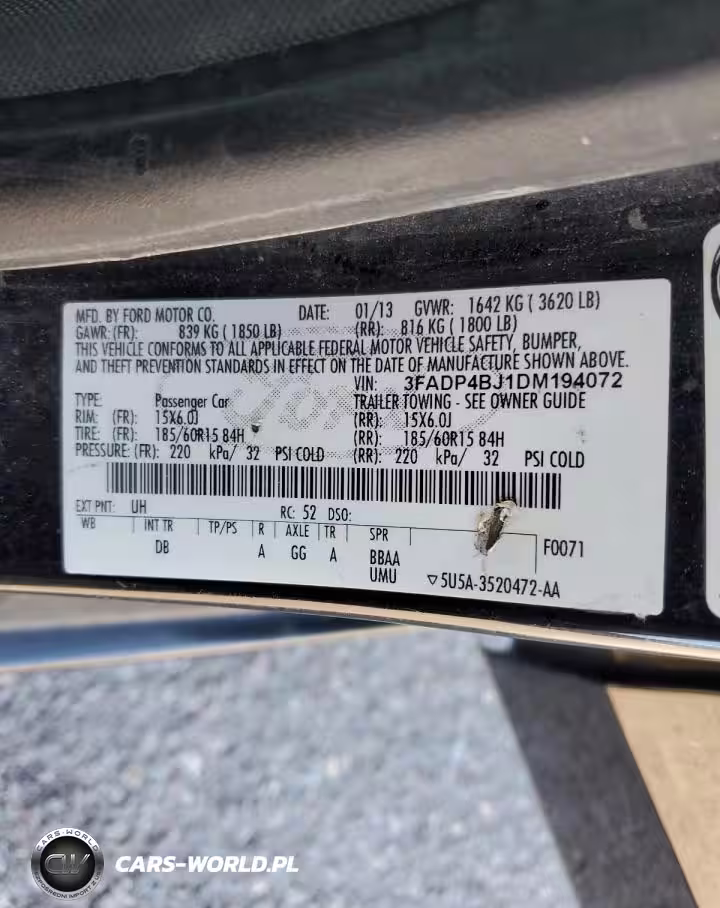 MFD. BY FORD MOTOR CO. DATE: 01/13 GVWR: 1642 KG ( 3620 LB)
GAWR: (FR): 839 KG ( 1850 LB) (RR): 816 KG ( 1800 LB)
THIS VEHICLE CONFORMS TO ALL APPLICABLE FEDERAL MOTOR VEHICLE SAFETY, BUMPER,
AND THEFT PREVENTION STANDARDS IN EFFECT ON THE DATE OF MANUFACTURE SHOWN ABOVE.
VIN: 3FADP4BJ1DM194072
TYPE: Passenger Car TRAILER TOWING - SEE OWNER GUIDE
RIM: (FR): 15X6.0J (RR): 15X6.0J
TIRE: (FR): 185/60R15 84H (RR): 185/60R15 84H
PRESSURE: (FR): 220 kPa/ 32 PSI COLD (RR): 220 kPa/ 32 PSI COLD
EXT PNT: UH RC: 52 DSO:
WB INT TR TP/PS R AXLE TR SPR
DB A GG A BBAA F0071
UMU ▽5U5A-3520472-AA
CARS-WORLD
CW
CARS-WORLD.PL